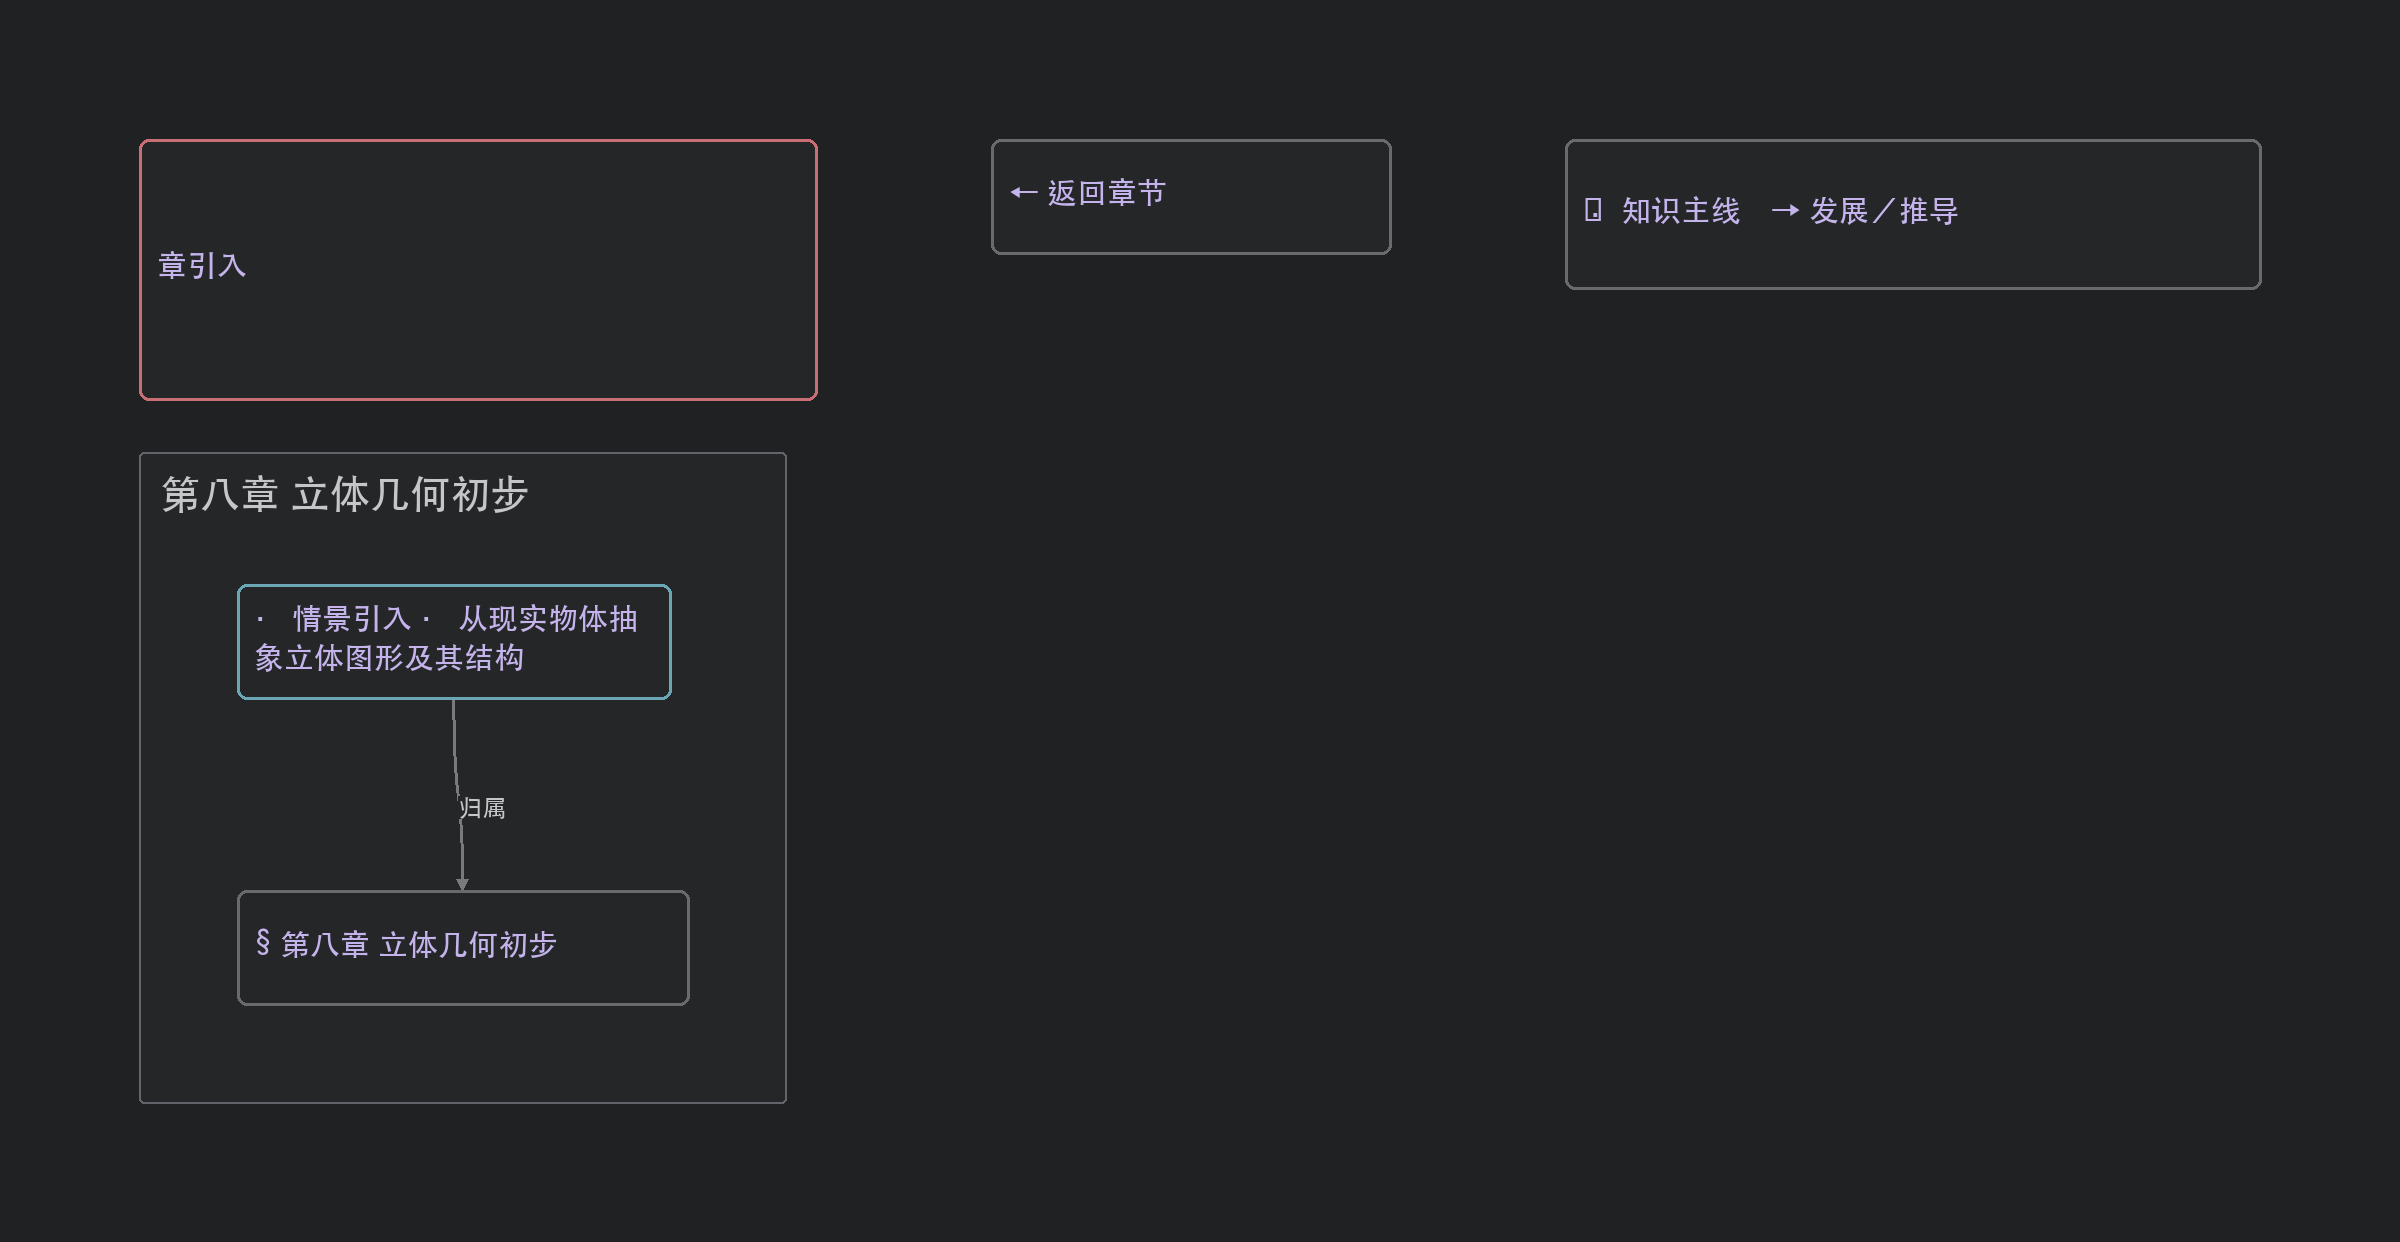 章引入
← 返回章节
知识主线 → 发展／推导
第八章 立体几何初步
· 情景引入 · 从现实物体抽
象立体图形及其结构
归属
§ 第八章 立体几何初步